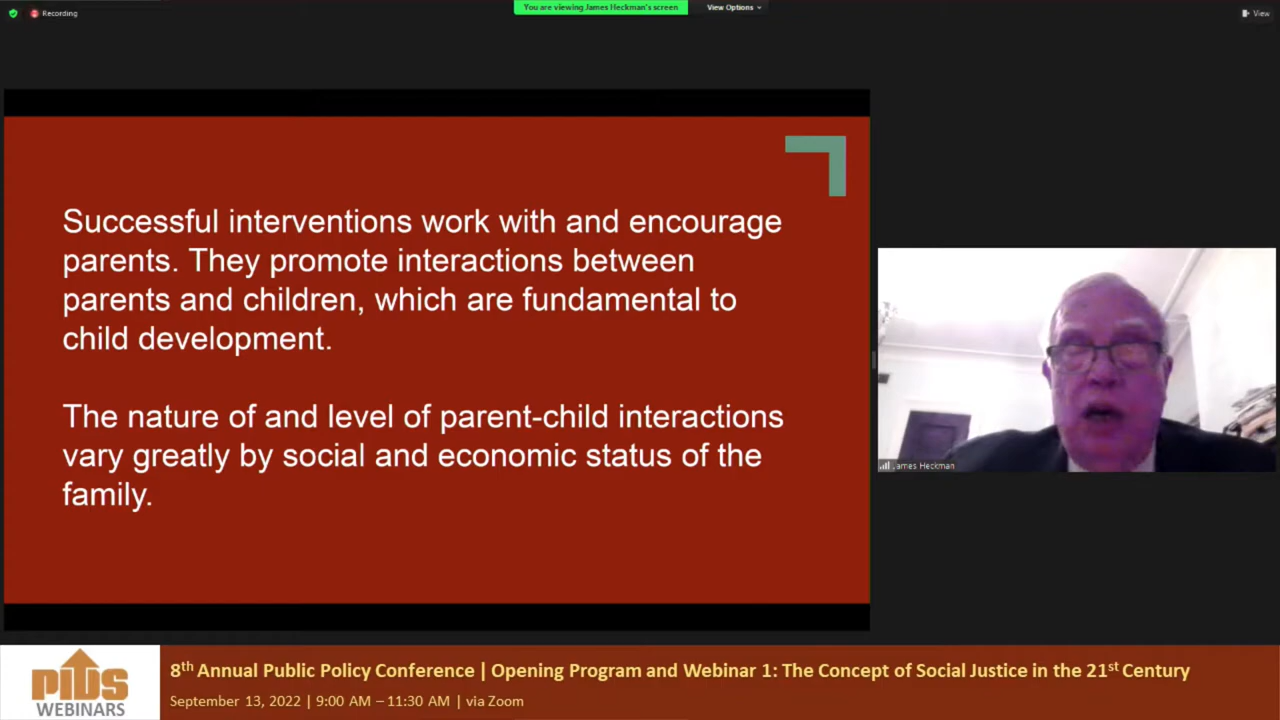 Recording
You are viewing James Heckman's screen
View Options
View
Successful interventions work with and encourage
parents. They promote interactions between
parents and children, which are fundamental to
child development.
The nature of and level of parent-child interactions
vary greatly by social and economic status of the
family.
James Heckman
PIDS
WEBINARS
8th Annual Public Policy Conference | Opening Program and Webinar 1: The Concept of Social Justice in the 21st Century
September 13, 2022 | 9:00 AM – 11:30 AM | via Zoom